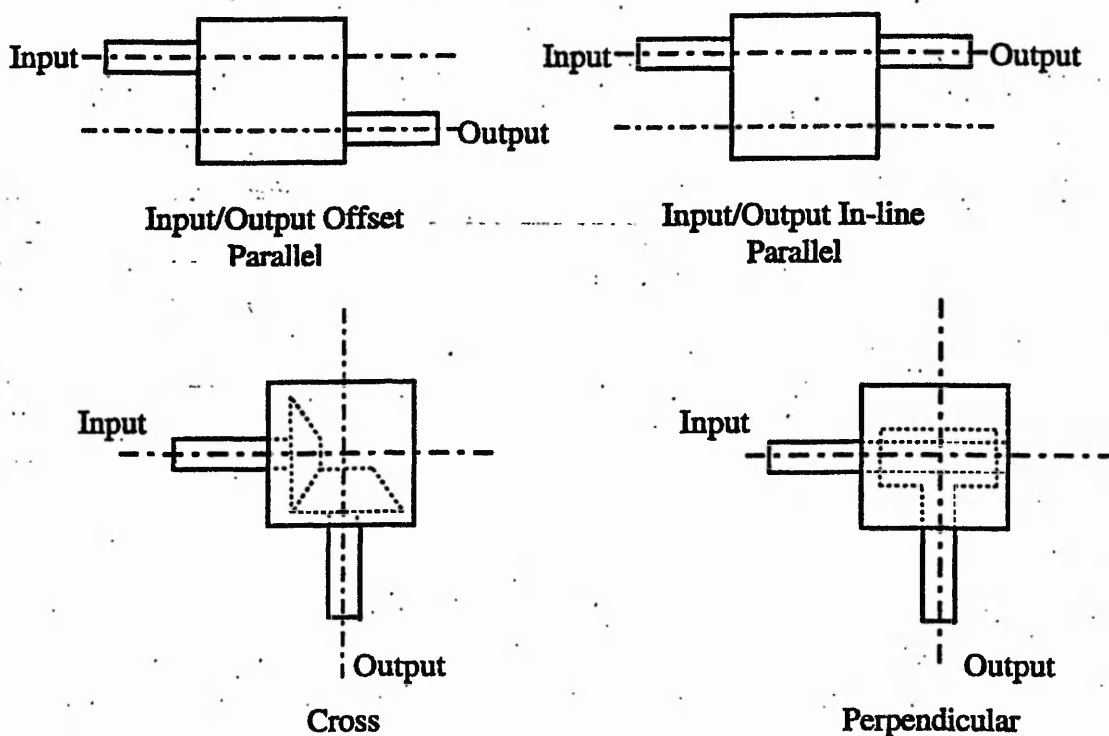 Input
Output
Input/Output Offset
Parallel
Input
Output
Input/Output In-line
Parallel
Input
Output
Cross
Input
Output
Perpendicular